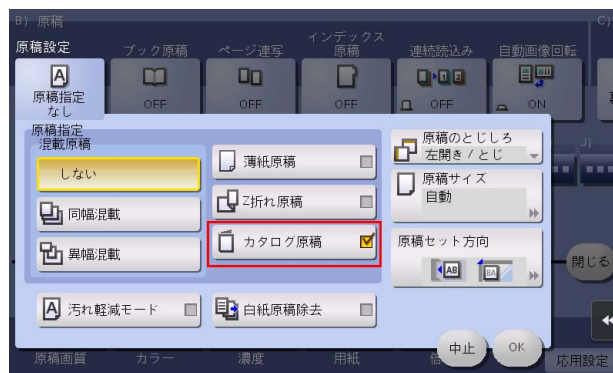 B) 原稿
C)
原稿設定
ブック原稿
ページ連写
インデックス
原稿
連続読込み
自動画像回転
原稿指定
なし
OFF
OFF
OFF
OFF
ON
原稿指定
混載原稿
しない
同幅混載
異幅混載
薄紙原稿
Z折れ原稿
カタログ原稿
原稿のとじしろ
左開き / とじ
原稿サイズ
自動
原稿セット方向
AB
BA
J)
閉じる
汚れ軽減モード
白紙原稿除去
中止
OK
原稿画質
カラー
濃度
用紙
応用設定